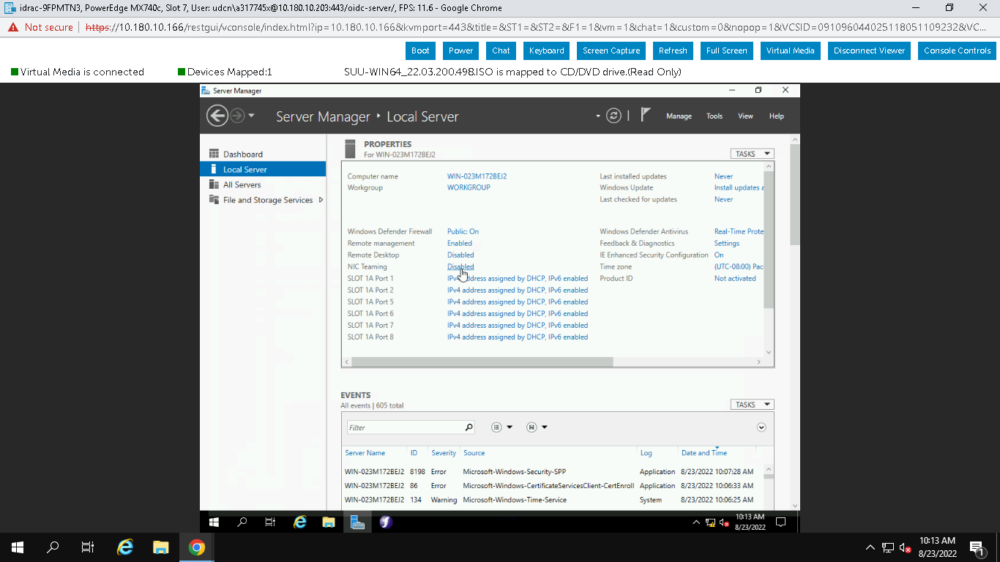 idrac-9FPMTN3, PowerEdge MX740c, Slot 7, User: udcn\a317745x@10.180.10.203:443/oidc-server/, FPS: 11.6 - Google Chrome
Not secure https://10.180.10.166/restgui/vconsole/index.html?ip=10.180.10.166&kvmport=443&title=&ST1=&ST2=&F1=1&vm=1&chat=1&custom=0&nopop=1&VCSID=0910960440251180511092​32&VC...
Boot Power Chat Keyboard Screen Capture Refresh Full Screen Virtual Media Disconnect Viewer Console Controls
Virtual Media is connected Devices Mapped:1 SUU-WIN64_22.03.200.498.ISO is mapped to CD/DVD drive.(Read Only)
Server Manager
Server Manager Local Server Manage Tools View Help
Dashboard
Local Server
All Servers
File and Storage Services
PROPERTIES
For WIN-023M172BEJ2
TASKS
Computer name WIN-023M172BEJ2 Last installed updates Never
Workgroup WORKGROUP Windows Update Install updates a
Last checked for updates Never
Windows Defender Firewall Public: On Windows Defender Antivirus Real-Time Prote
Remote management Enabled Feedback & Diagnostics Settings
Remote Desktop Disabled IE Enhanced Security Configuration On
NIC Teaming Disabled Time zone (UTC-08:00) Pac
SLOT 1A Port 1 IPv4 address assigned by DHCP, IPv6 enabled Product ID Not activated
SLOT 1A Port 2 IPv4 address assigned by DHCP, IPv6 enabled
SLOT 1A Port 5 IPv4 address assigned by DHCP, IPv6 enabled
SLOT 1A Port 6 IPv4 address assigned by DHCP, IPv6 enabled
SLOT 1A Port 7 IPv4 address assigned by DHCP, IPv6 enabled
SLOT 1A Port 8 IPv4 address assigned by DHCP, IPv6 enabled
EVENTS
All events | 605 total
TASKS
Filter
Server Name ID Severity Source Log Date and Time
WIN-023M172BEJ2 8198 Error Microsoft-Windows-Security-SPP Application 8/23/2022 10:07:28 AM
WIN-023M172BEJ2 86 Error Microsoft-Windows-CertificateServicesClient-CertEnroll Application 8/23/2022 10:06:33 AM
WIN-023M172BEJ2 134 Warning Microsoft-Windows-Time-Service System 8/23/2022 10:06:25 AM
10:13 AM
8/23/2022
10:13 AM
8/23/2022
1